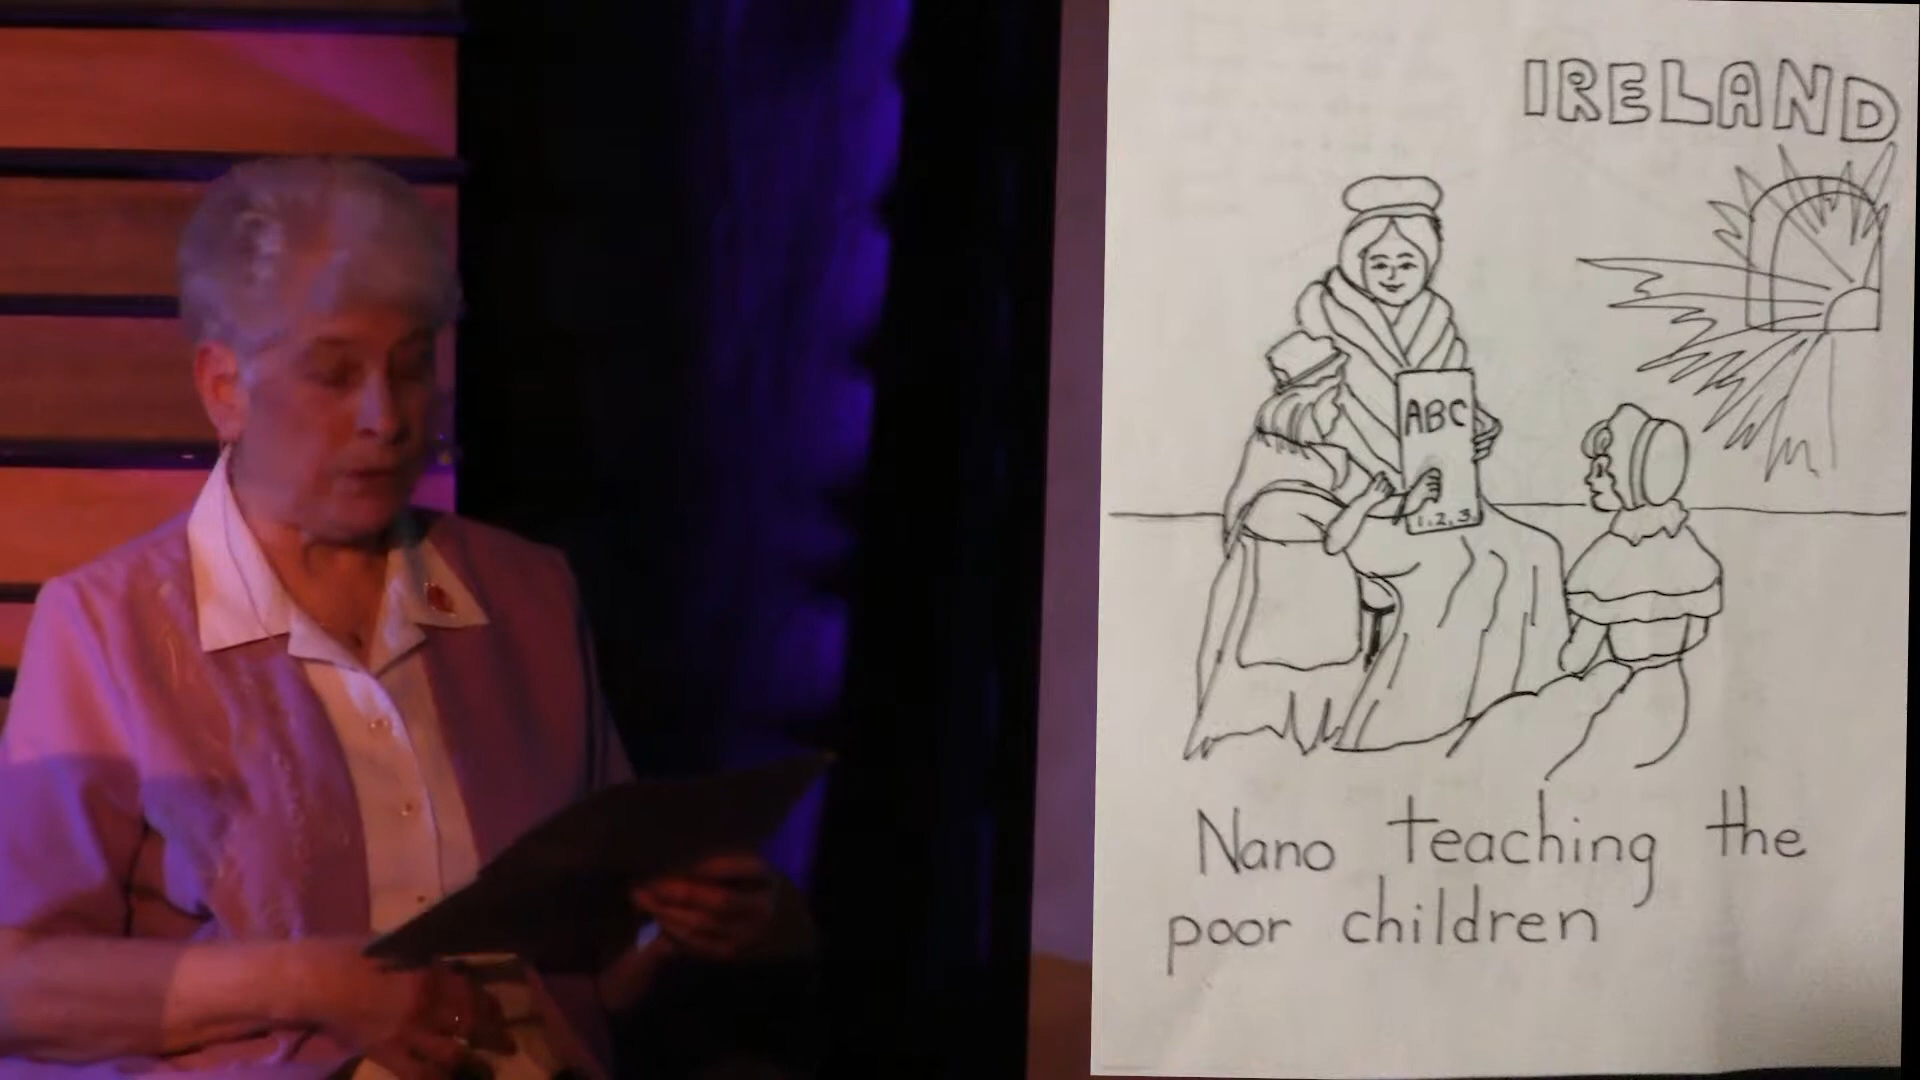 IRELAND
ABC
1.2.3.
Nano teaching the
poor children